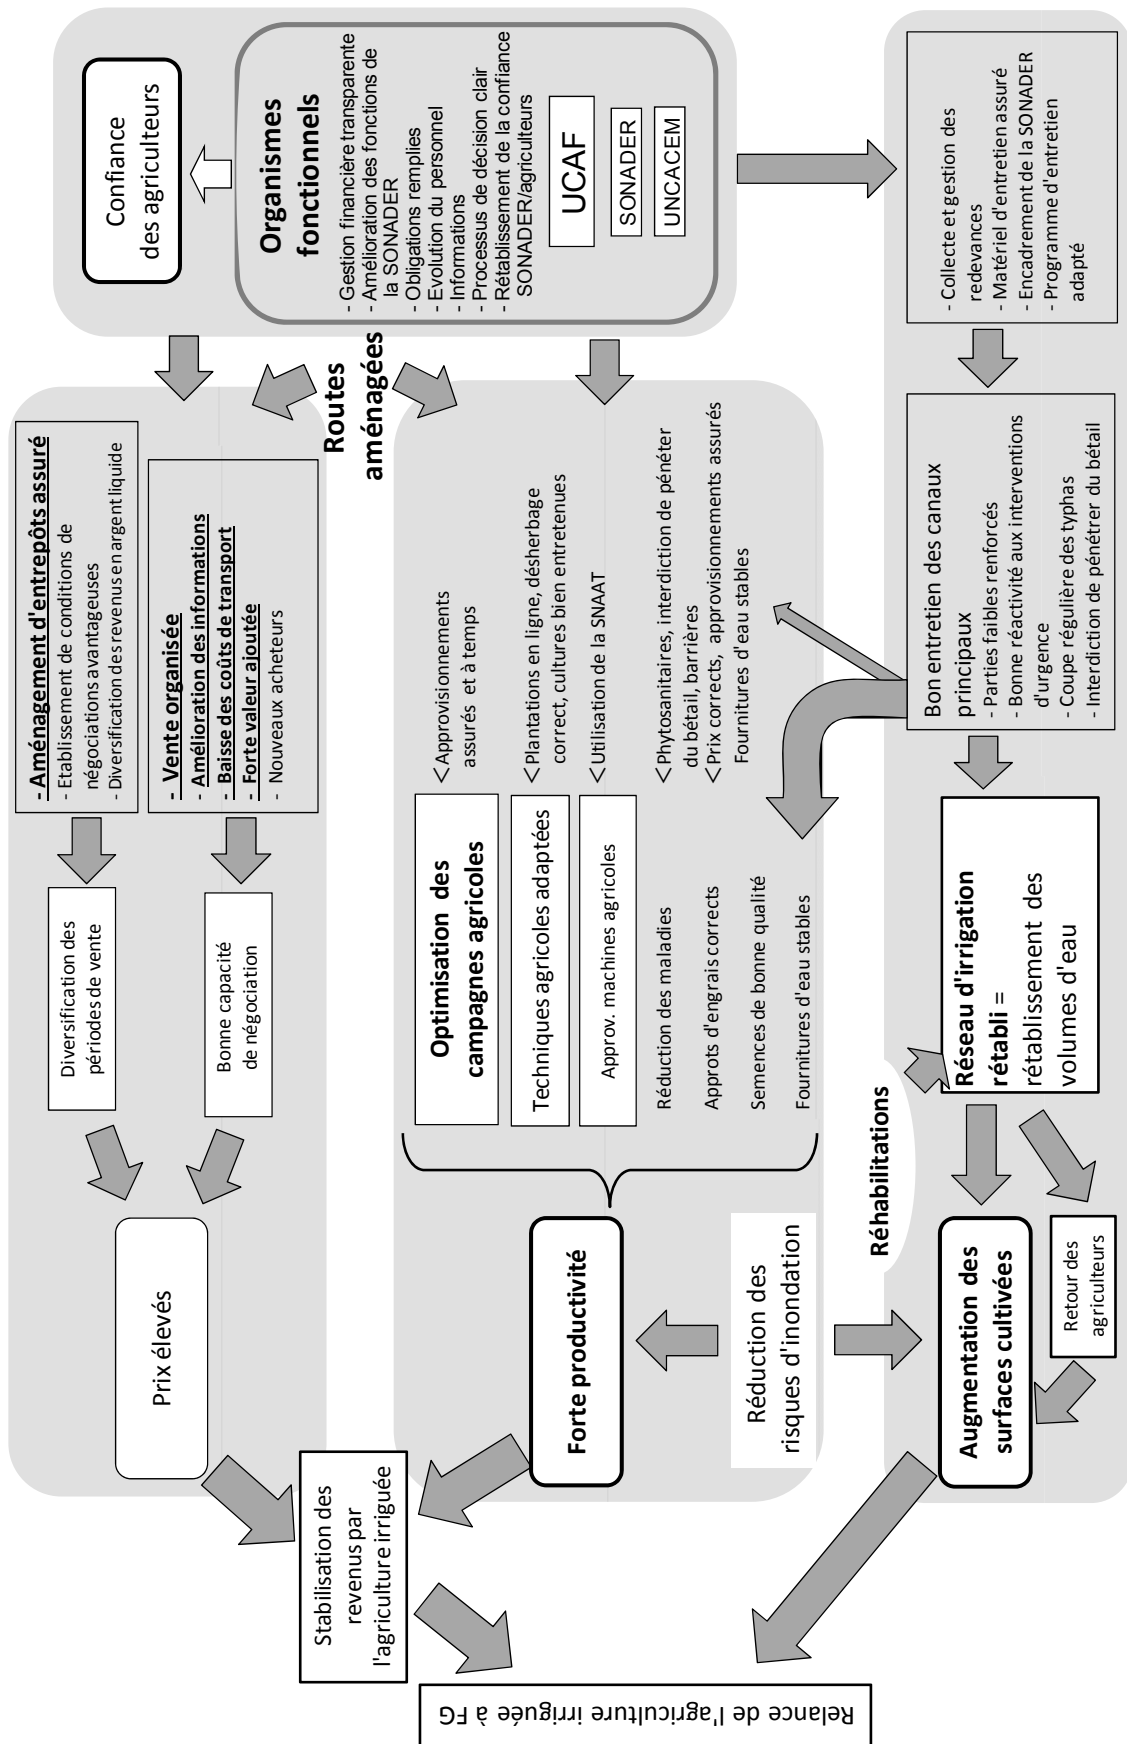 Relance de l'agriculture irriguée à FG
Stabilisation des
revenus par
l'agriculture irriguée
Prix élevés
Diversification des
périodes de vente
Bonne capacité
de négociation
- Aménagement d'entrepôts assuré
- Etablissement de conditions de
négociations avantageuses
- Diversification des revenus en argent liquide
- Vente organisée
- Amélioration des informations
- Baisse des coûts de transport
- Forte valeur ajoutée
- Nouveaux acheteurs
Confiance
des agriculteurs
Routes
aménagées
Organismes
fonctionnels
- Gestion financière transparente
- Amélioration des fonctions de
la SONADER
- Obligations remplies
- Evolution du personnel
- Informations
- Processus de décision clair
- Rétablissement de la confiance
SONADER/agriculteurs
UCAF
SONADER
UNCACEM
Forte productivité
Optimisation des
campagnes agricoles
<Approvisionnements
assurés et à temps
Techniques agricoles adaptées
<Plantations en ligne, désherbage
correct, cultures bien entretenues
Approv. machines agricoles
<Utilisation de la SNAAT
Réduction des maladies
<Phytosanitaires, interdiction de pénéter
du bétail, barrières
Approts d'engrais corrects
<Prix corrects, approvisionnements assurés
Fournitures d'eau stables
Semences de bonne qualité
Fournitures d'eau stables
Réduction des
risques d'inondation
Réhabilitations
Augmentation des
surfaces cultivées
Retour des
agriculteurs
Réseau d'irrigation
rétabli =
rétablissement des
volumes d'eau
Bon entretien des canaux
principaux
- Parties faibles renforcés
- Bonne réactivité aux interventions
d'urgence
- Coupe régulière des typhas
- Interdiction de pénétrer du bétail
- Collecte et gestion des
redevances
- Matériel d'entretien assuré
- Encadrement de la SONADER
- Programme d'entretien
adapté